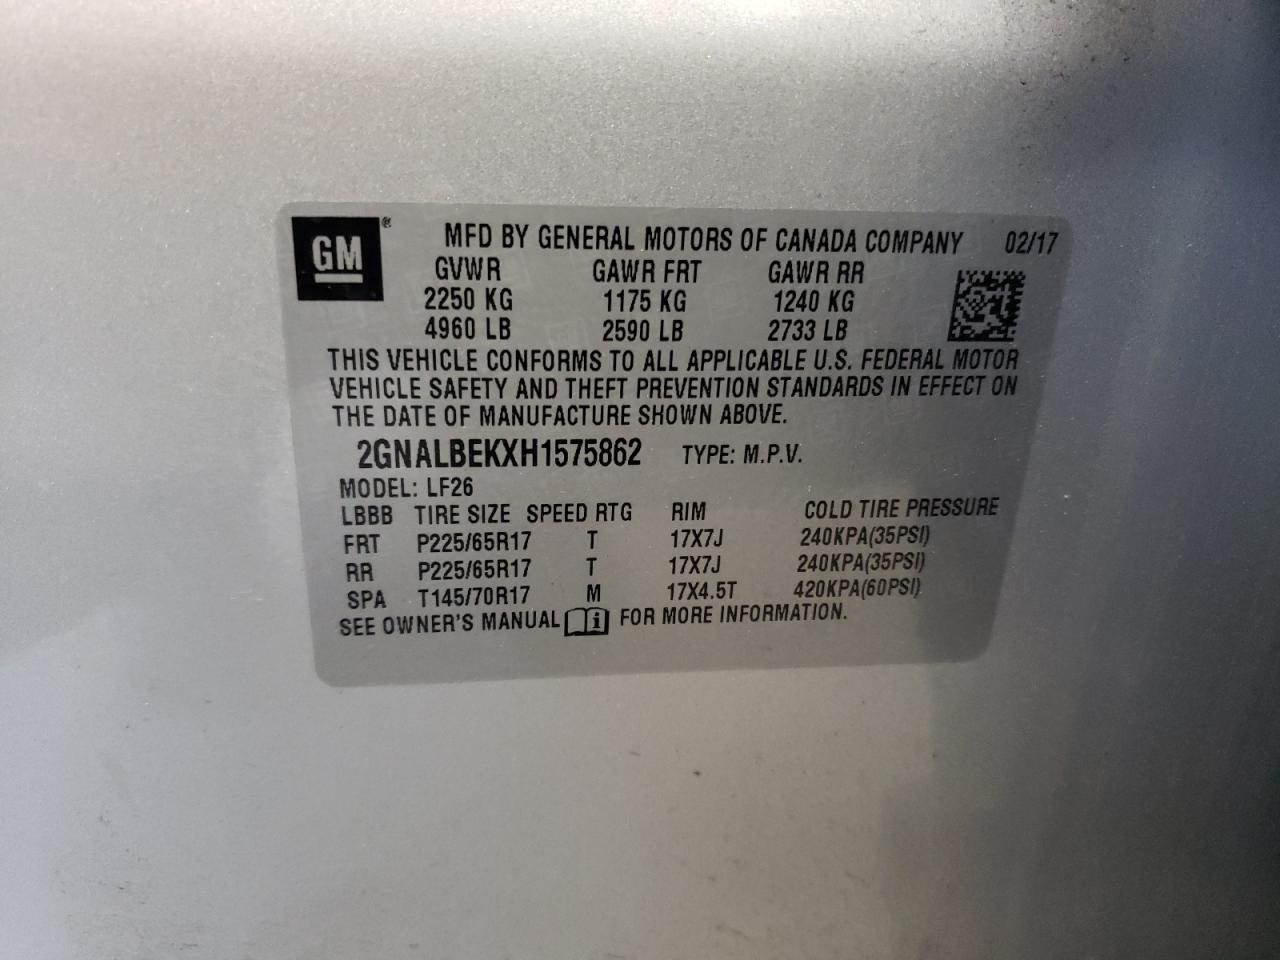 GM ® MFD BY GENERAL MOTORS OF CANADA COMPANY 02/17
GVWR GAWR FRT GAWR RR
2250 KG 1175 KG 1240 KG
4960 LB 2590 LB 2733 LB
THIS VEHICLE CONFORMS TO ALL APPLICABLE U.S. FEDERAL MOTOR
VEHICLE SAFETY AND THEFT PREVENTION STANDARDS IN EFFECT ON
THE DATE OF MANUFACTURE SHOWN ABOVE.
2GNALBEKXH1575862 TYPE: M.P.V.
MODEL: LF26
LBBB TIRE SIZE SPEED RTG RIM COLD TIRE PRESSURE
FRT P225/65R17 T 17X7J 240KPA(35PSI)
RR P225/65R17 T 17X7J 240KPA(35PSI)
SPA T145/70R17 M 17X4.5T 420KPA(60PSI)
SEE OWNER'S MANUAL i FOR MORE INFORMATION.